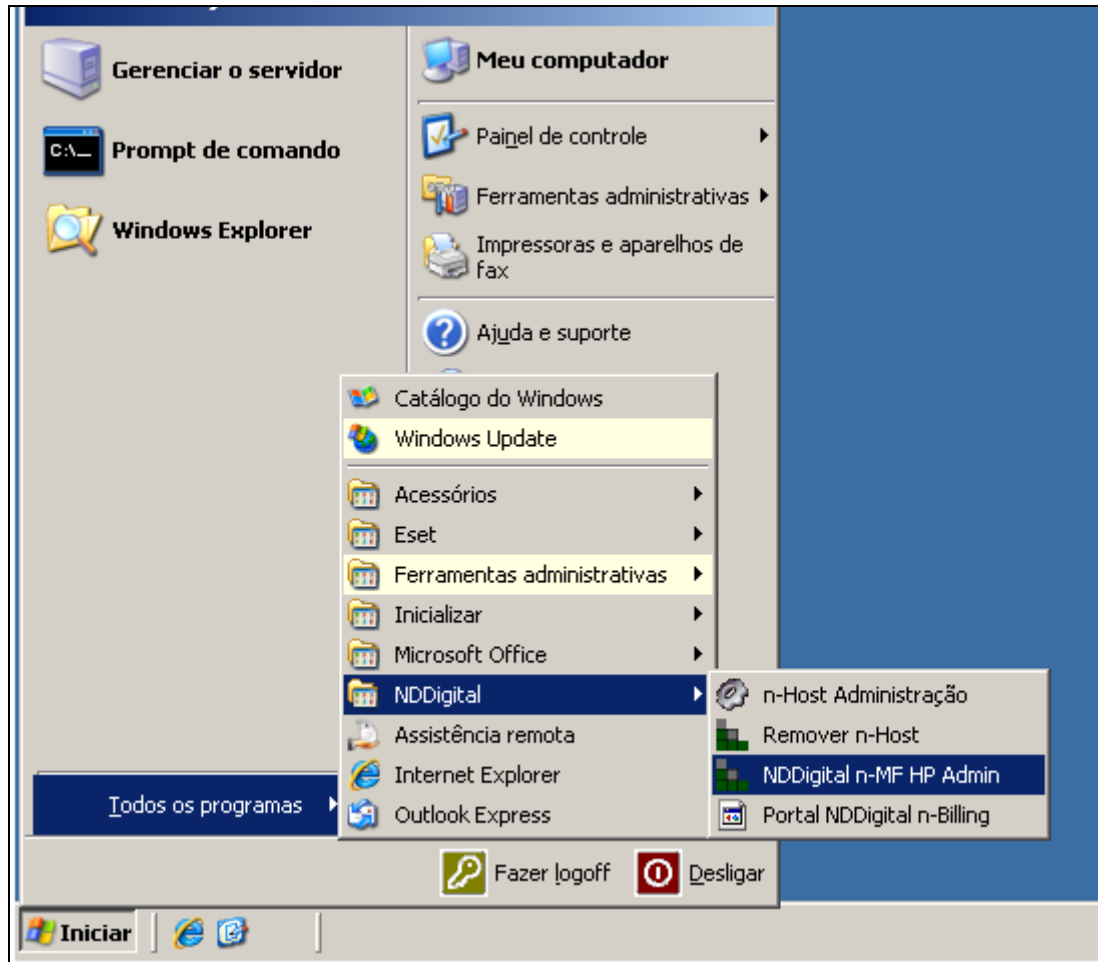 Gerenciar o servidor
Prompt de comando
C:\_
Windows Explorer
Meu computador
Painel de controle
Ferramentas administrativas
Impressoras e aparelhos de
fax
Ajuda e suporte
Catálogo do Windows
Windows Update
Acessórios
Eset
Ferramentas administrativas
Inicializar
Microsoft Office
NDDigital
Assistência remota
Internet Explorer
Outlook Express
n-Host Administração
Remover n-Host
NDDigital n-MF HP Admin
Portal NDDigital n-Billing
Todos os programas
Fazer logoff
Desligar
Iniciar